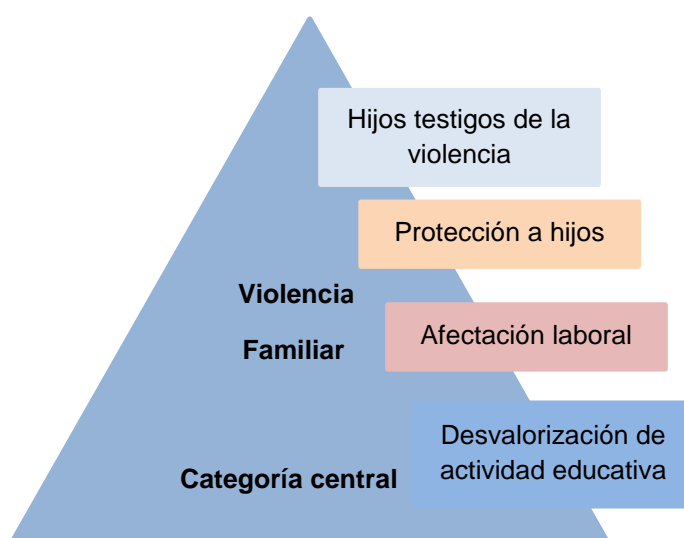 Hijos testigos de la
violencia
Protección a hijos
Violencia
Familiar
Afectación laboral
Desvalorización de
actividad educativa
Categoría central